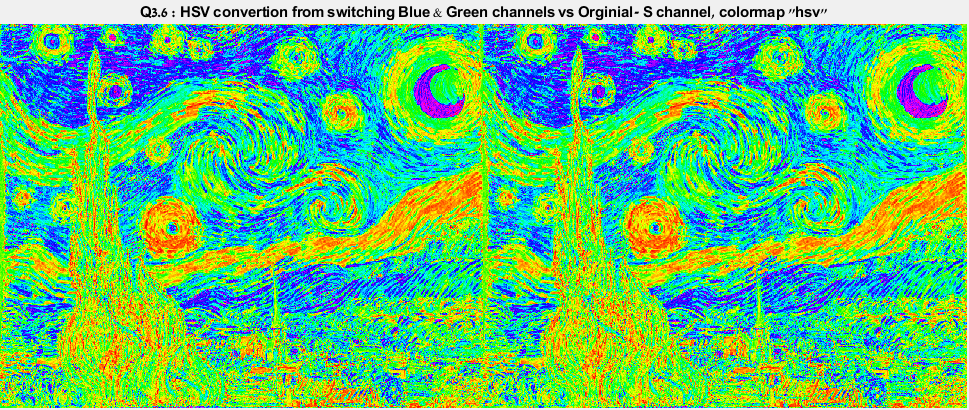 Q3.6 : HSV convertion from switching Blue & Green channels vs Orginial- S channel, colormap "hsv"